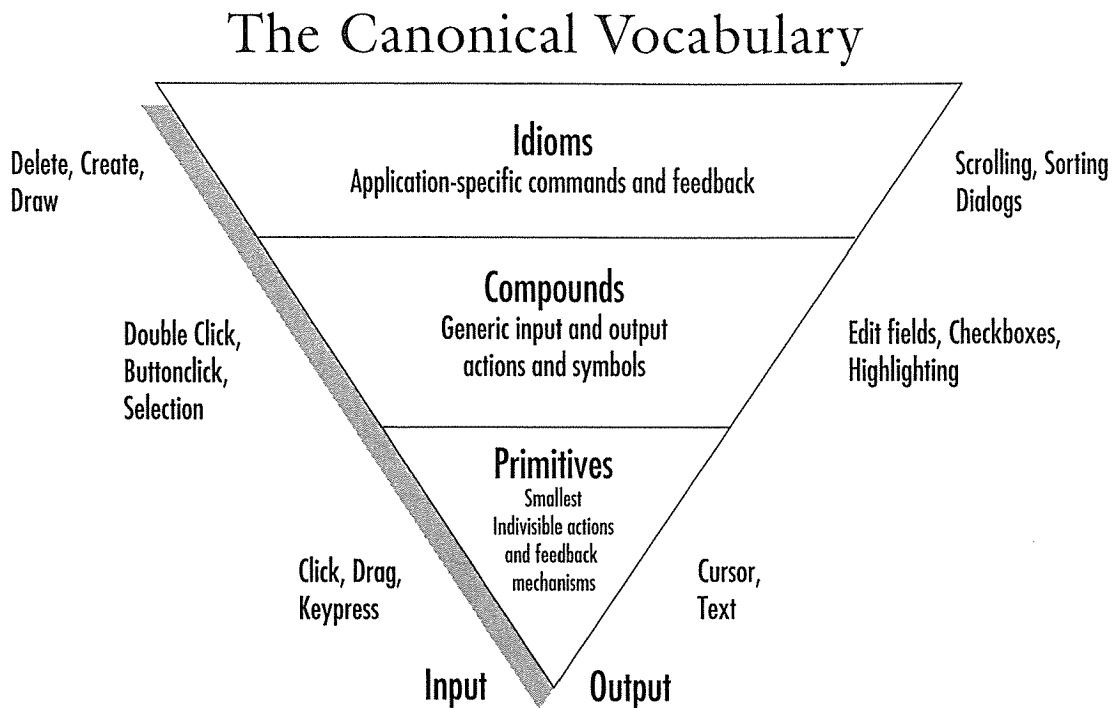 The Canonical Vocabulary
Idioms
Application-specific commands and feedback
Delete, Create,
Draw
Scrolling, Sorting
Dialogs
Compounds
Generic input and output
actions and symbols
Double Click,
Buttonclick,
Selection
Edit fields, Checkboxes,
Highlighting
Primitives
Smallest
Indivisible actions
and feedback
mechanisms
Click, Drag,
Keypress
Cursor,
Text
Input
Output